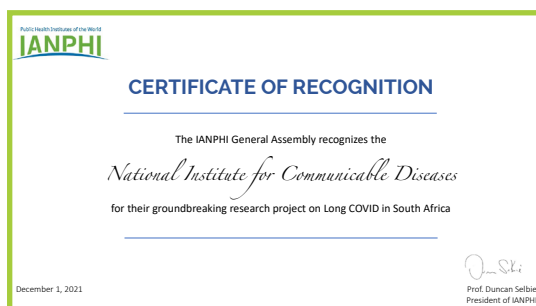 Public Health Institutes of the World
IANPHI
CERTIFICATE OF RECOGNITION
The IANPHI General Assembly recognizes the
National Institute for Communicable Diseases
for their groundbreaking research project on Long COVID in South Africa
December 1, 2021
Prof. Duncan Selbie
President of IANPHI